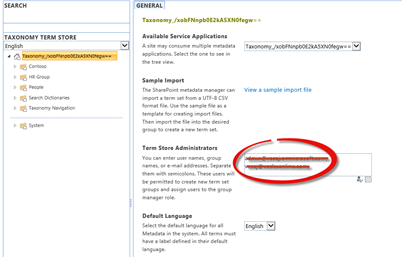 SEARCH
TAXONOMY TERM STORE
English
Taxonomy_/xobFNnpb0E2kA5XN0fegw==
Contoso
HR Group
People
Search Dictionaries
Taxonomy Navigation
System
GENERAL
Taxonomy_/xobFNnpb0E2kA5XN0fegw==
Available Service Applications
A site may consume multiple metadata
applications. Select the one to see in
the tree view.
Taxonomy_/xobFNnpb0E2kA5XN0fegw==
Sample Import
The SharePoint metadata manager can
import a term set from a UTF-8 CSV
format file. Use the sample file as a
template for creating import files.
Then import the file into the desired
group to create a new term set.
View a sample import file
Term Store Administrators
You can enter user names, group
names, or e-mail addresses. Separate
them with semicolons. These users will
be permitted to create new term set
groups and assign users to the group
manager role.
Default Language
Select the default language for all
Metadata in the system. All terms must
have a label defined in their default
language.
English